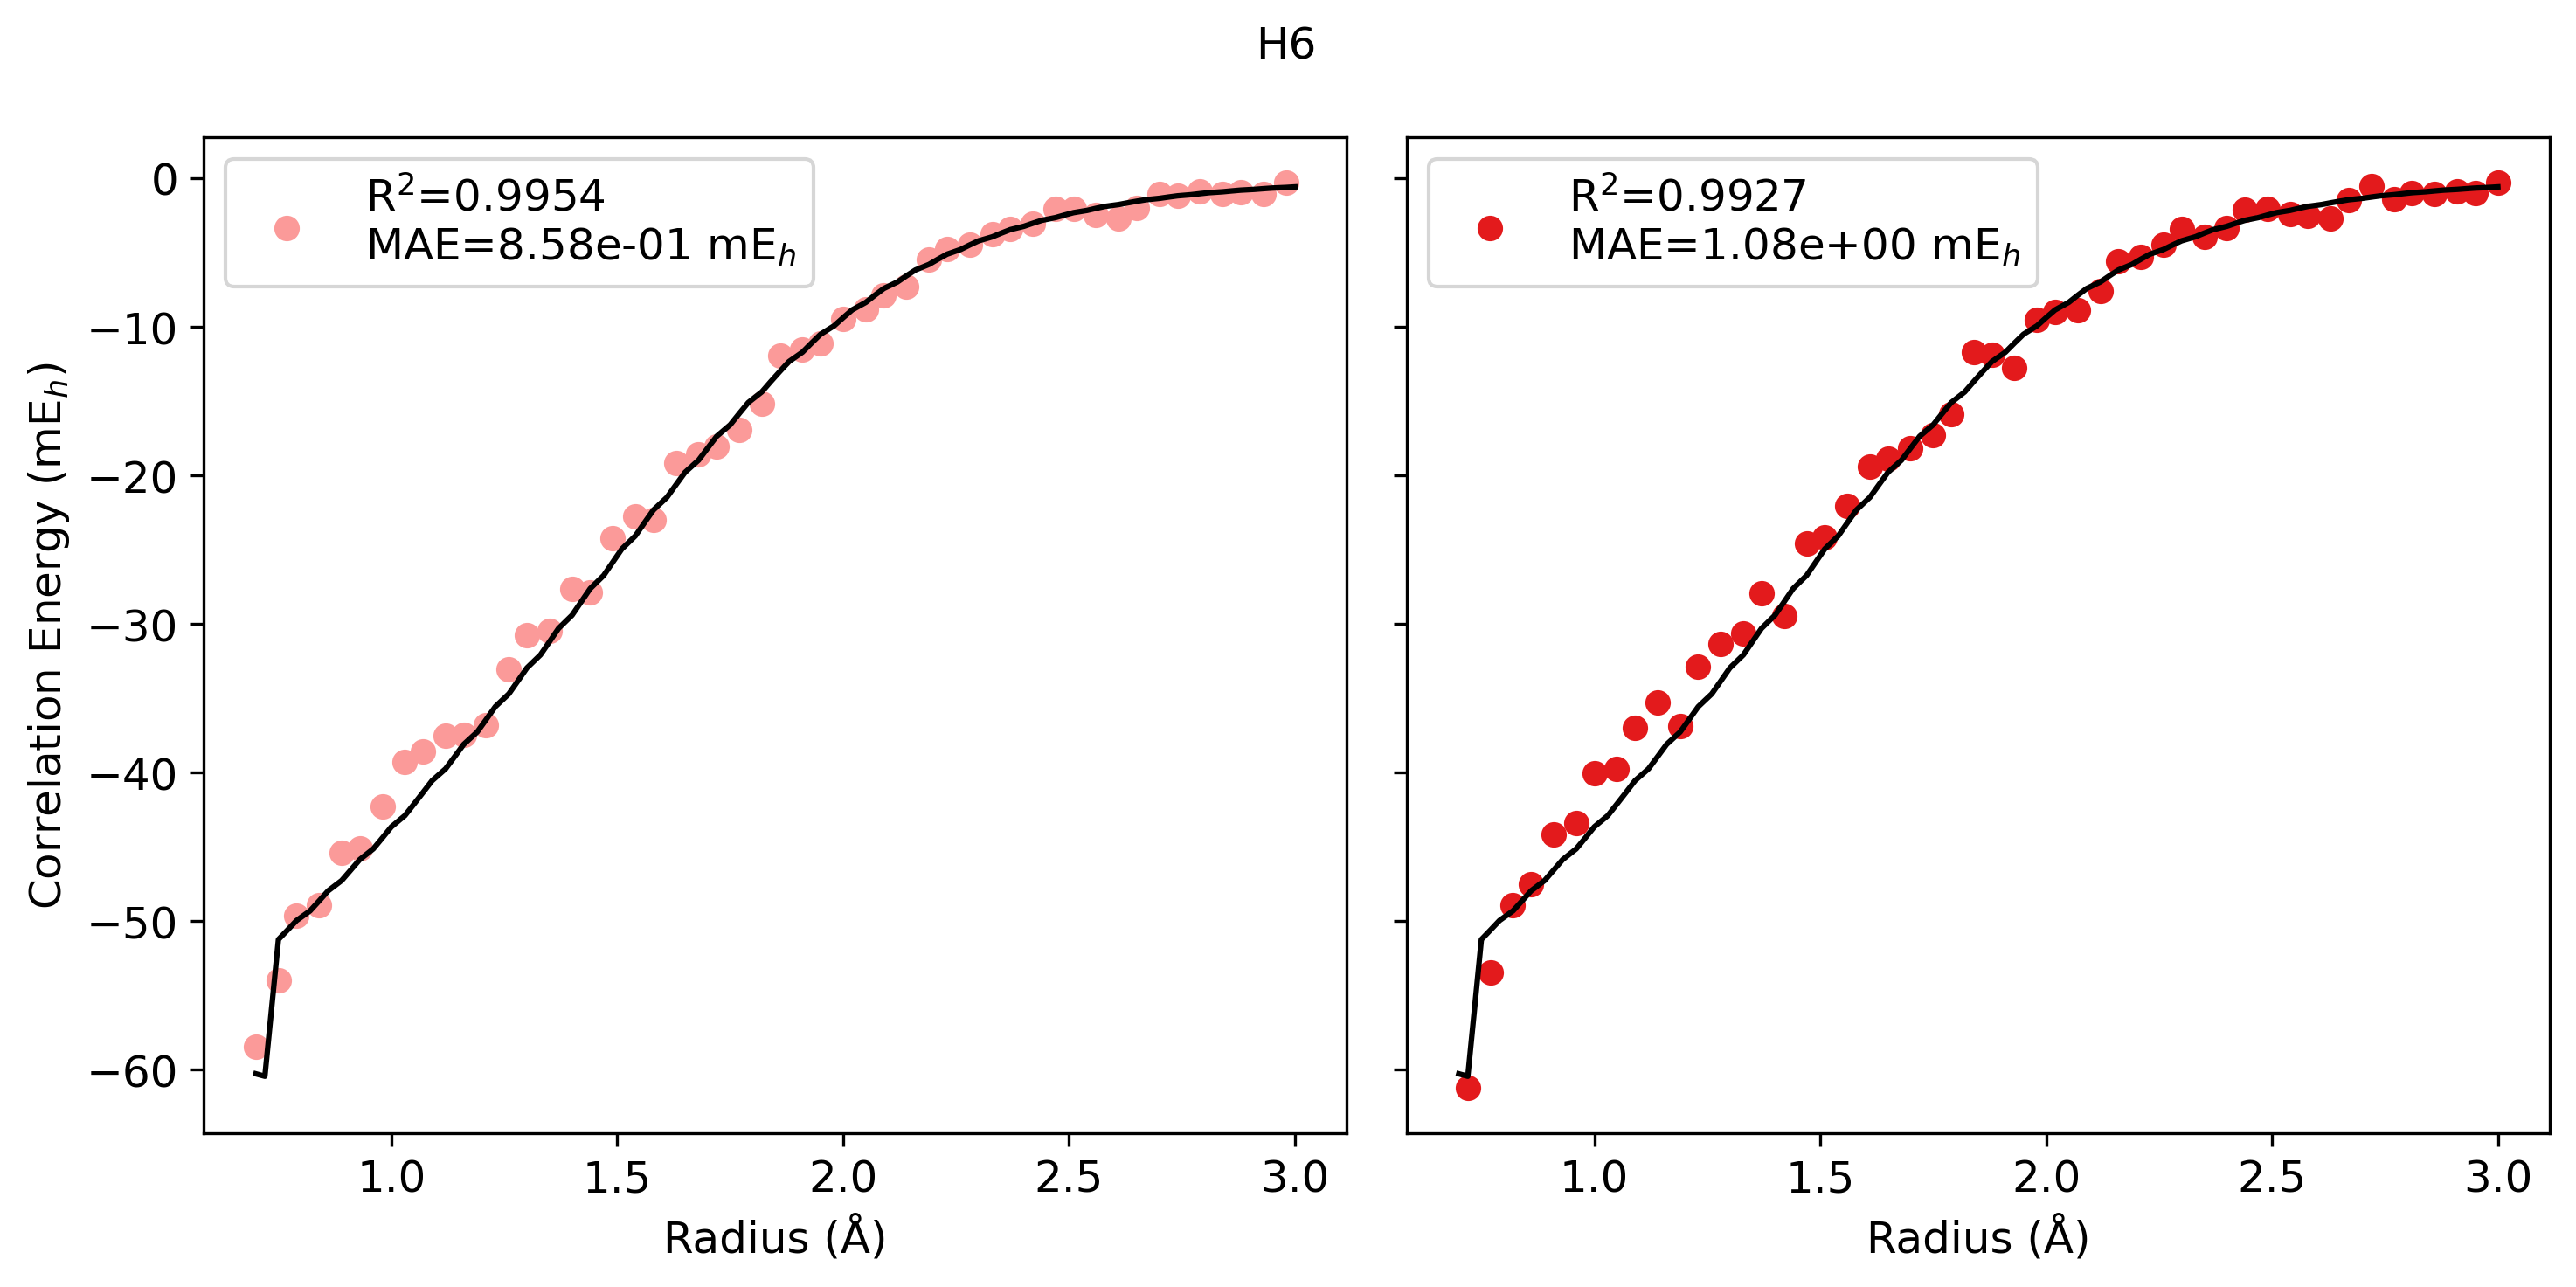 H6
R²=0.9954
MAE=8.58e-01 mEₕ
R²=0.9927
MAE=1.08e+00 mEₕ
Correlation Energy (mEₕ)
0
−10
−20
−30
−40
−50
−60
1.0 1.5 2.0 2.5 3.0
1.0 1.5 2.0 2.5 3.0
Radius (Å)
Radius (Å)